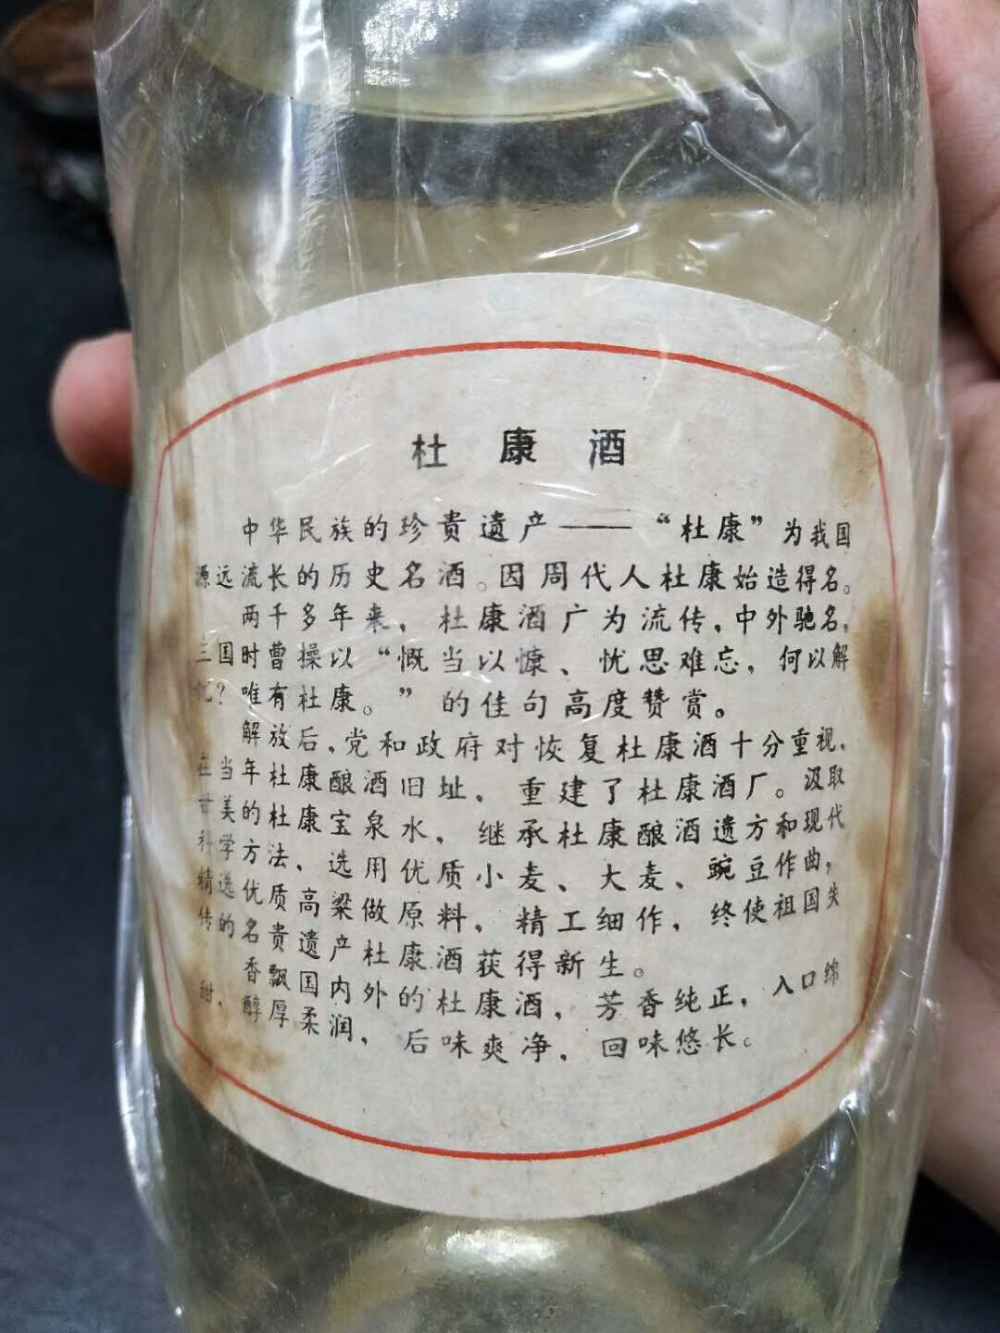 杜康酒
中华民族的珍贵遗产——“杜康”为我国
源远流长的历史名酒。因周代人杜康始造得名。
两千多年来，杜康酒广为流传，中外驰名，
三国时曹操以“慨当以慷、忧思难忘，何以解
忧？唯有杜康。”的佳句高度赞赏。
解放后，党和政府对恢复杜康酒十分重视，
在当年杜康酿酒旧址，重建了杜康酒厂。汲取
甘美的杜康宝泉水，继承杜康酿酒遗方和现代
科学方法，选用优质小麦、大麦、豌豆作曲，
精选优质高粱做原料，精工细作，终使祖国失
传的名贵遗产杜康酒获得新生。
香飘国内外的杜康酒，芳香纯正，入口绵
甜，醇厚柔润，后味爽净，回味悠长。